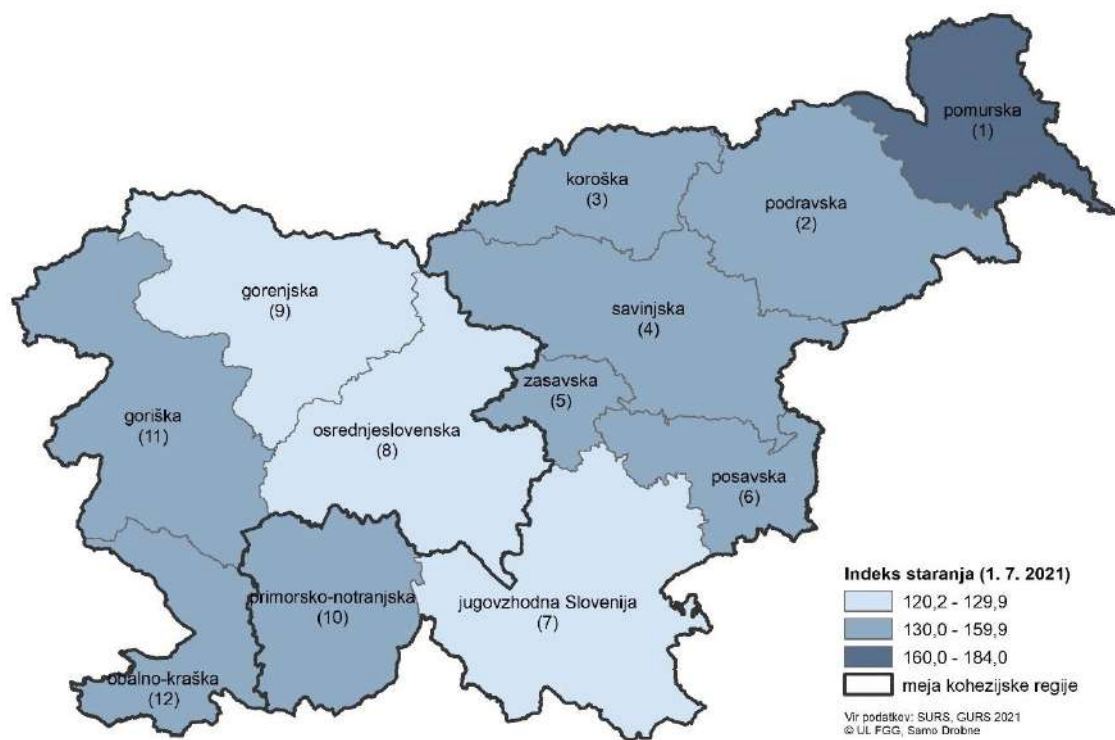 pomurska
(1)
koroška
(3)
podravska
(2)
gorenjska
(9)
savinjska
(4)
zasavska
(5)
goriška
(11)
osrednjeslovenska
(8)
posavska
(6)
primorsko-notranjska
(10)
jugovzhodna Slovenija
(7)
obalno-kraška
(12)
Indeks staranja (1. 7. 2021)
120,2 - 129,9
130,0 - 159,9
160,0 - 184,0
meja kohezijske regije
Vir podatkov: SURS, GURS 2021
© UL FGG, Samo Drobne